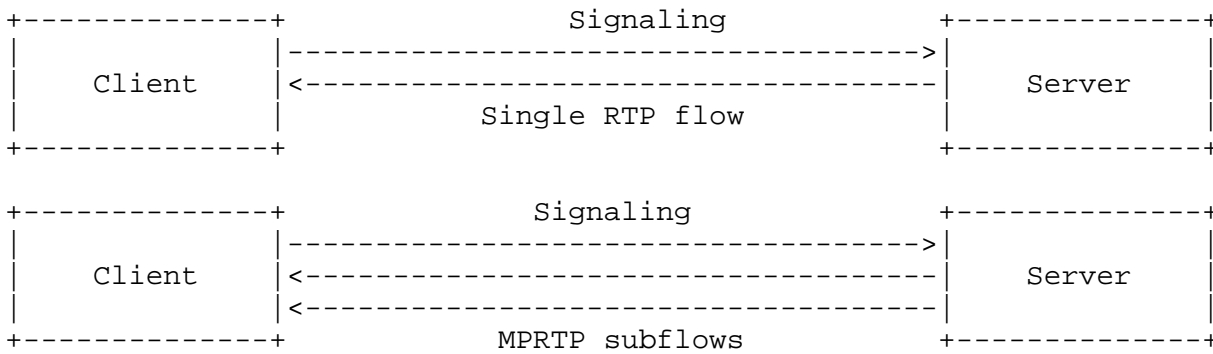 Signaling
Client Server
Single RTP flow
Signaling
Client Server
MPRTP subflows